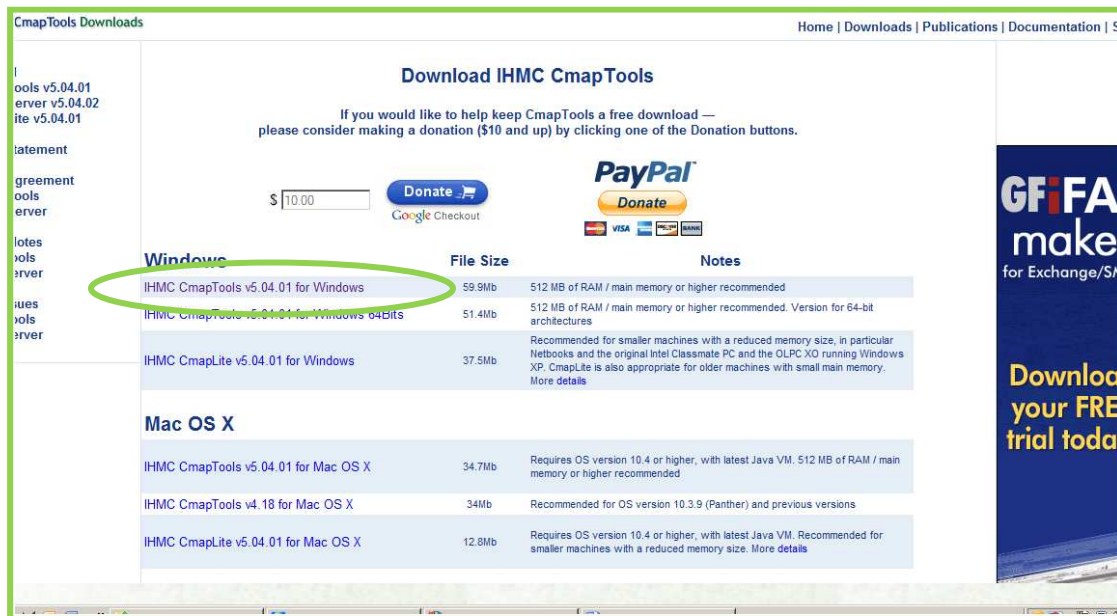 CmapTools Downloads
Home | Downloads | Publications | Documentation | S
ools v5.04.01
erver v5.04.02
ite v5.04.01
tatement
greement
ools
erver
lotes
ools
erver
sues
ools
erver
Download IHMC CmapTools
If you would like to help keep CmapTools a free download —
please consider making a donation ($10 and up) by clicking one of the Donation buttons.
$ 10.00
Donate
Google Checkout
PayPal
Donate
VISA
BANK
Windows File Size Notes
IHMC CmapTools v5.04.01 for Windows 59.9Mb 512 MB of RAM / main memory or higher recommended
IHMC CmapTools v5.04.01 for Windows 64Bits 51.4Mb 512 MB of RAM / main memory or higher recommended. Version for 64-bit
architectures
IHMC CmapLite v5.04.01 for Windows 37.5Mb Recommended for smaller machines with a reduced memory size, in particular
Netbooks and the original Intel Classmate PC and the OLPC XO running Windows
XP. CmapLite is also appropriate for older machines with small main memory.
More details
Mac OS X
IHMC CmapTools v5.04.01 for Mac OS X 34.7Mb Requires OS version 10.4 or higher, with latest Java VM. 512 MB of RAM / main
memory or higher recommended
IHMC CmapTools v4.18 for Mac OS X 34Mb Recommended for OS version 10.3.9 (Panther) and previous versions
IHMC CmapLite v5.04.01 for Mac OS X 12.8Mb Requires OS version 10.4 or higher, with latest Java VM. Recommended for
smaller machines with a reduced memory size. More details
GFiFA
make
for Exchange/SM
Downloa
your FRE
trial toda